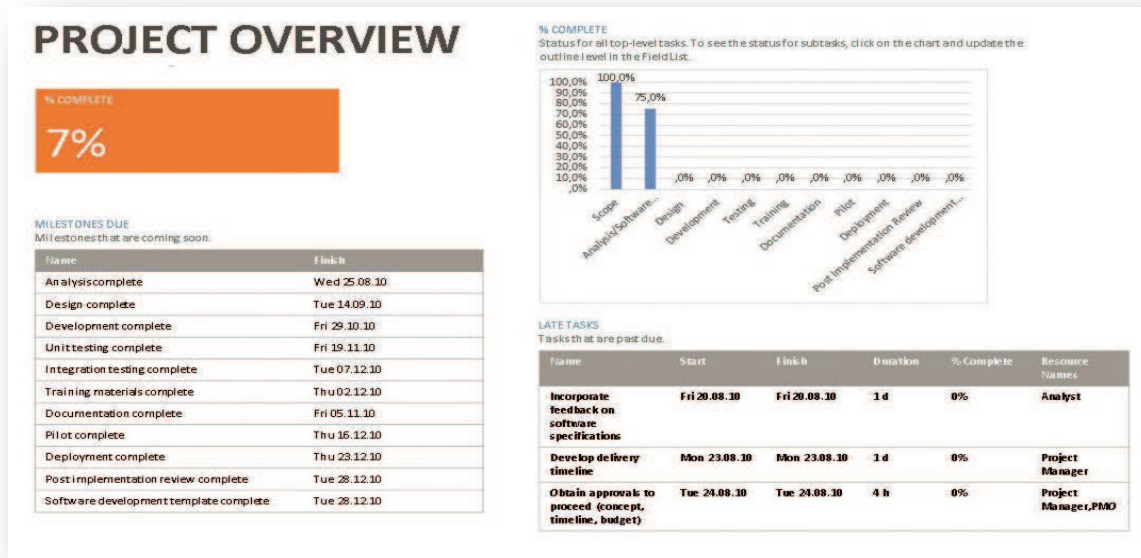 PROJECT OVERVIEW
% COMPLETE
7%
MILESTONES DUE
Milestones that are coming soon.
Name Finish
Analysis complete Wed 25.08.10
Design complete Tue 14.09.10
Development complete Fri 29.10.10
Unit testing complete Fri 19.11.10
Integration testing complete Tue 07.12.10
Training materials complete Thu 02.12.10
Documentation complete Fri 05.11.10
Pilot complete Thu 16.12.10
Deployment complete Thu 23.12.10
Post implementation review complete Tue 28.12.10
Software development template complete Tue 28.12.10
% COMPLETE
Status for all top-level tasks. To see the status for subtasks, click on the chart and update the
outline level in the Field List.
100,0%
90,0%
80,0%
70,0%
60,0%
50,0%
40,0%
30,0%
20,0%
10,0%
,0%
100,0% 75,0% ,0% ,0% ,0% ,0% ,0% ,0% ,0% ,0% ,0%
Scope
Analysis/Software...
Design
Development
Testing
Training
Documentation
Pilot
Deployment
Post Implementation Review
Software development...
LATE TASKS
Tasks that are past due.
Name Start Finish Duration % Complete Resource
Names
Incorporate Fri 20.08.10 Fri 20.08.10 1 d 0% Analyst
feedback on
software
specifications
Develop delivery Mon 23.08.10 Mon 23.08.10 1 d 0% Project
timeline Manager
Obtain approvals to Tue 24.08.10 Tue 24.08.10 4 h 0% Project
proceed (concept, Manager,PMO
timeline, budget)